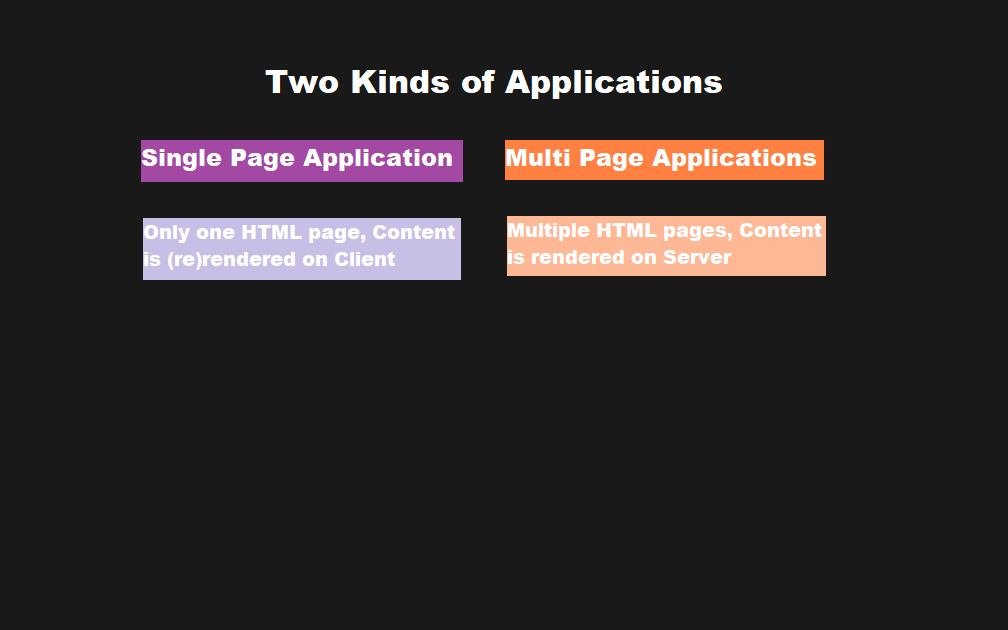 Two Kinds of Applications
Single Page Application
Multi Page Applications
Only one HTML page, Content
is (re)rendered on Client
Multiple HTML pages, Content
is rendered on Server